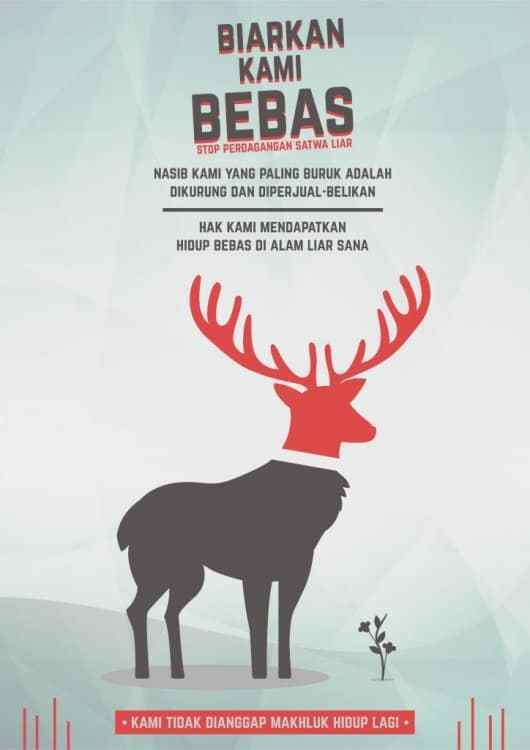 BIARKAN
KAMI
BEBAS
STOP PERDAGANGAN SATWA LIAR
NASIB KAMI YANG PALING BURUK ADALAH
DIKURUNG DAN DIPERJUAL-BELIKAN
HAK KAMI MENDAPATKAN
HIDUP BEBAS DI ALAM LIAR SANA
• KAMI TIDAK DIANGGAP MAKHLUK HIDUP LAGI •